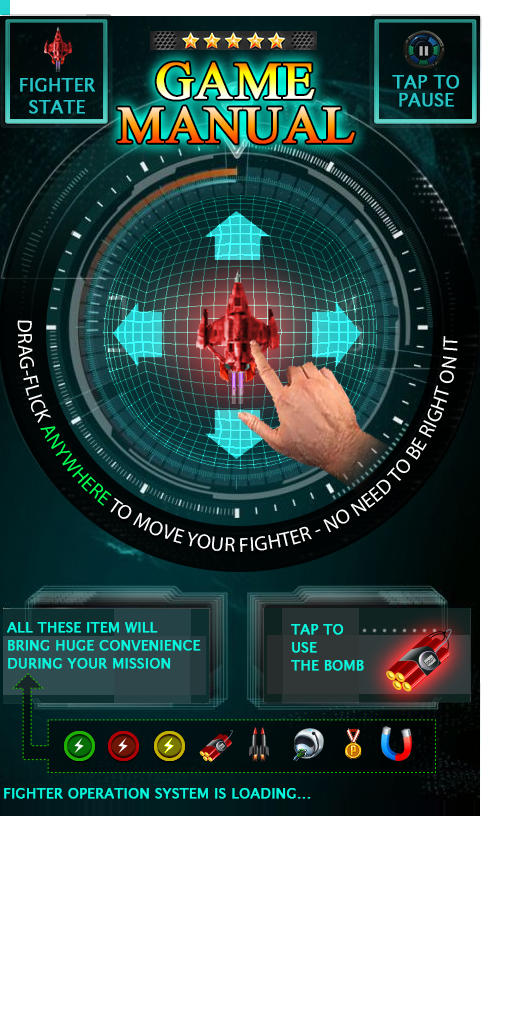 FIGHTER
STATE
GAME
MANUAL
TAP TO
PAUSE
DRAG-FLICK ANYWHERE TO MOVE YOUR FIGHTER - NO NEED TO BE RIGHT ON IT
ALL THESE ITEM WILL
BRING HUGE CONVENIENCE
DURING YOUR MISSION
TAP TO
USE
THE BOMB
FIGHTER OPERATION SYSTEM IS LOADING...